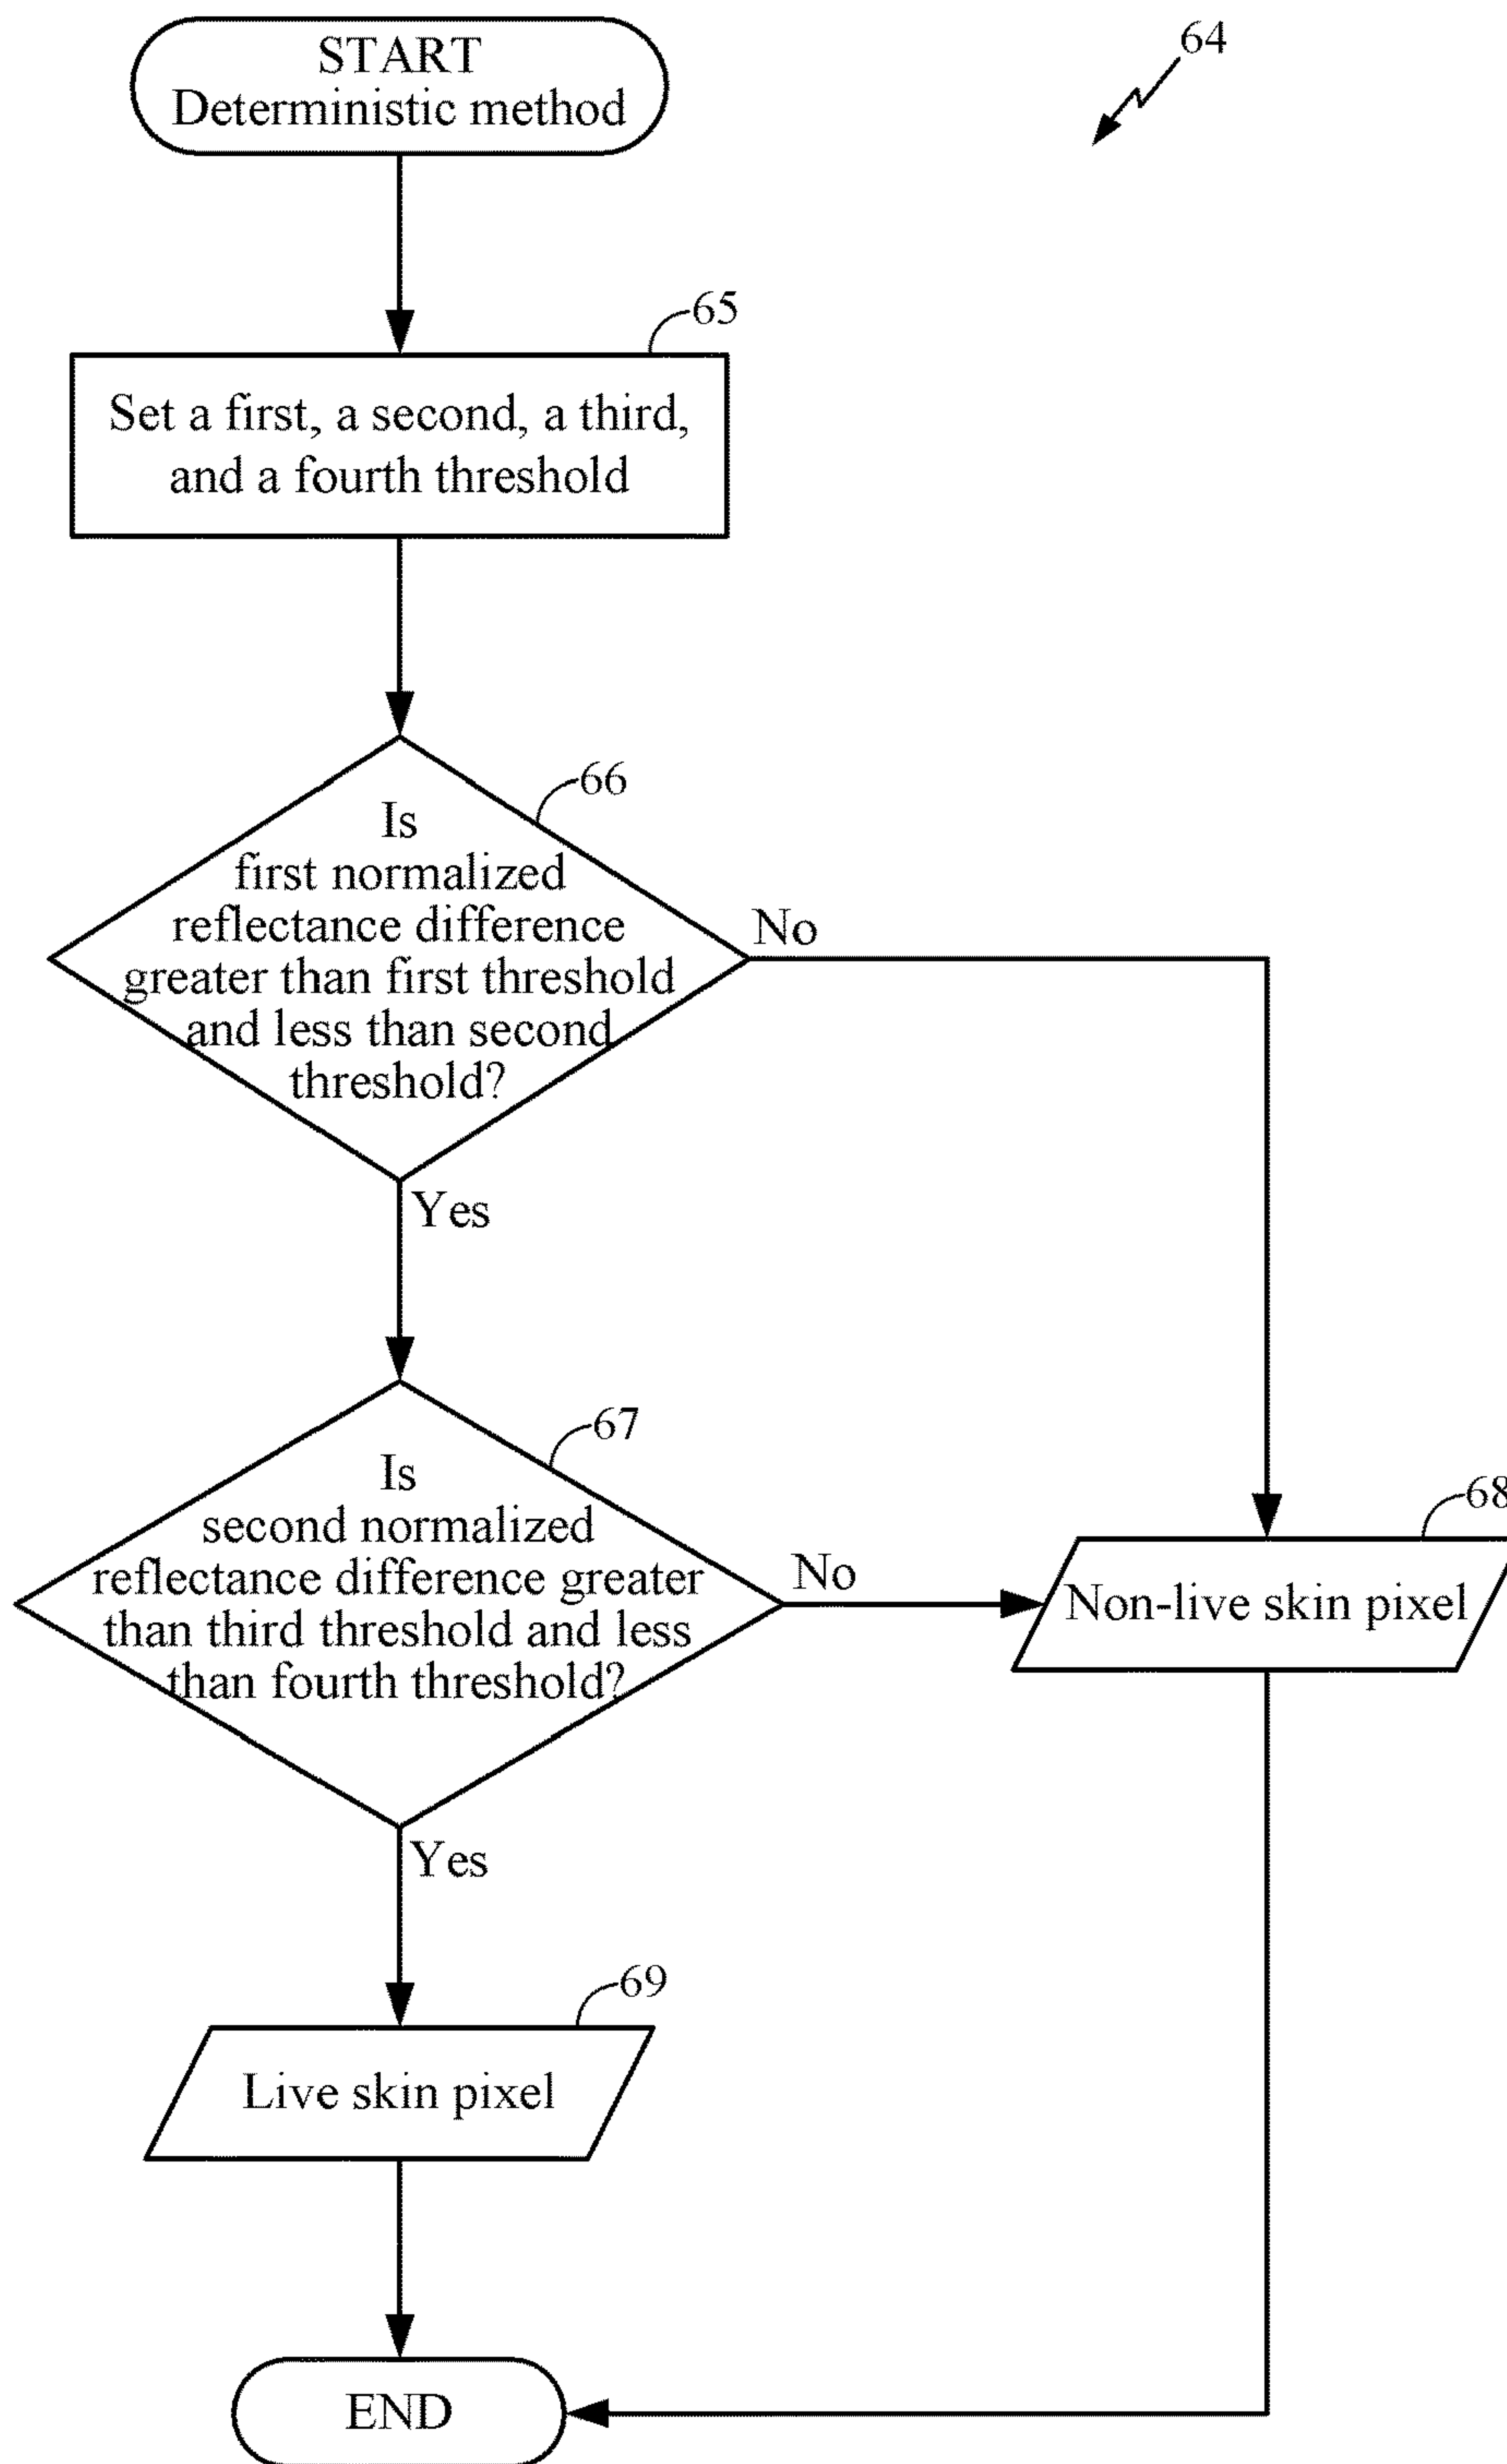 START
Deterministic method
64
65
Set a first, a second, a third,
and a fourth threshold
66
Is
first normalized
reflectance difference
greater than first threshold
and less than second
threshold?
No
Yes
67
Is
second normalized
reflectance difference greater
than third threshold and less
than fourth threshold?
No
68
Non-live skin pixel
Yes
69
Live skin pixel
END